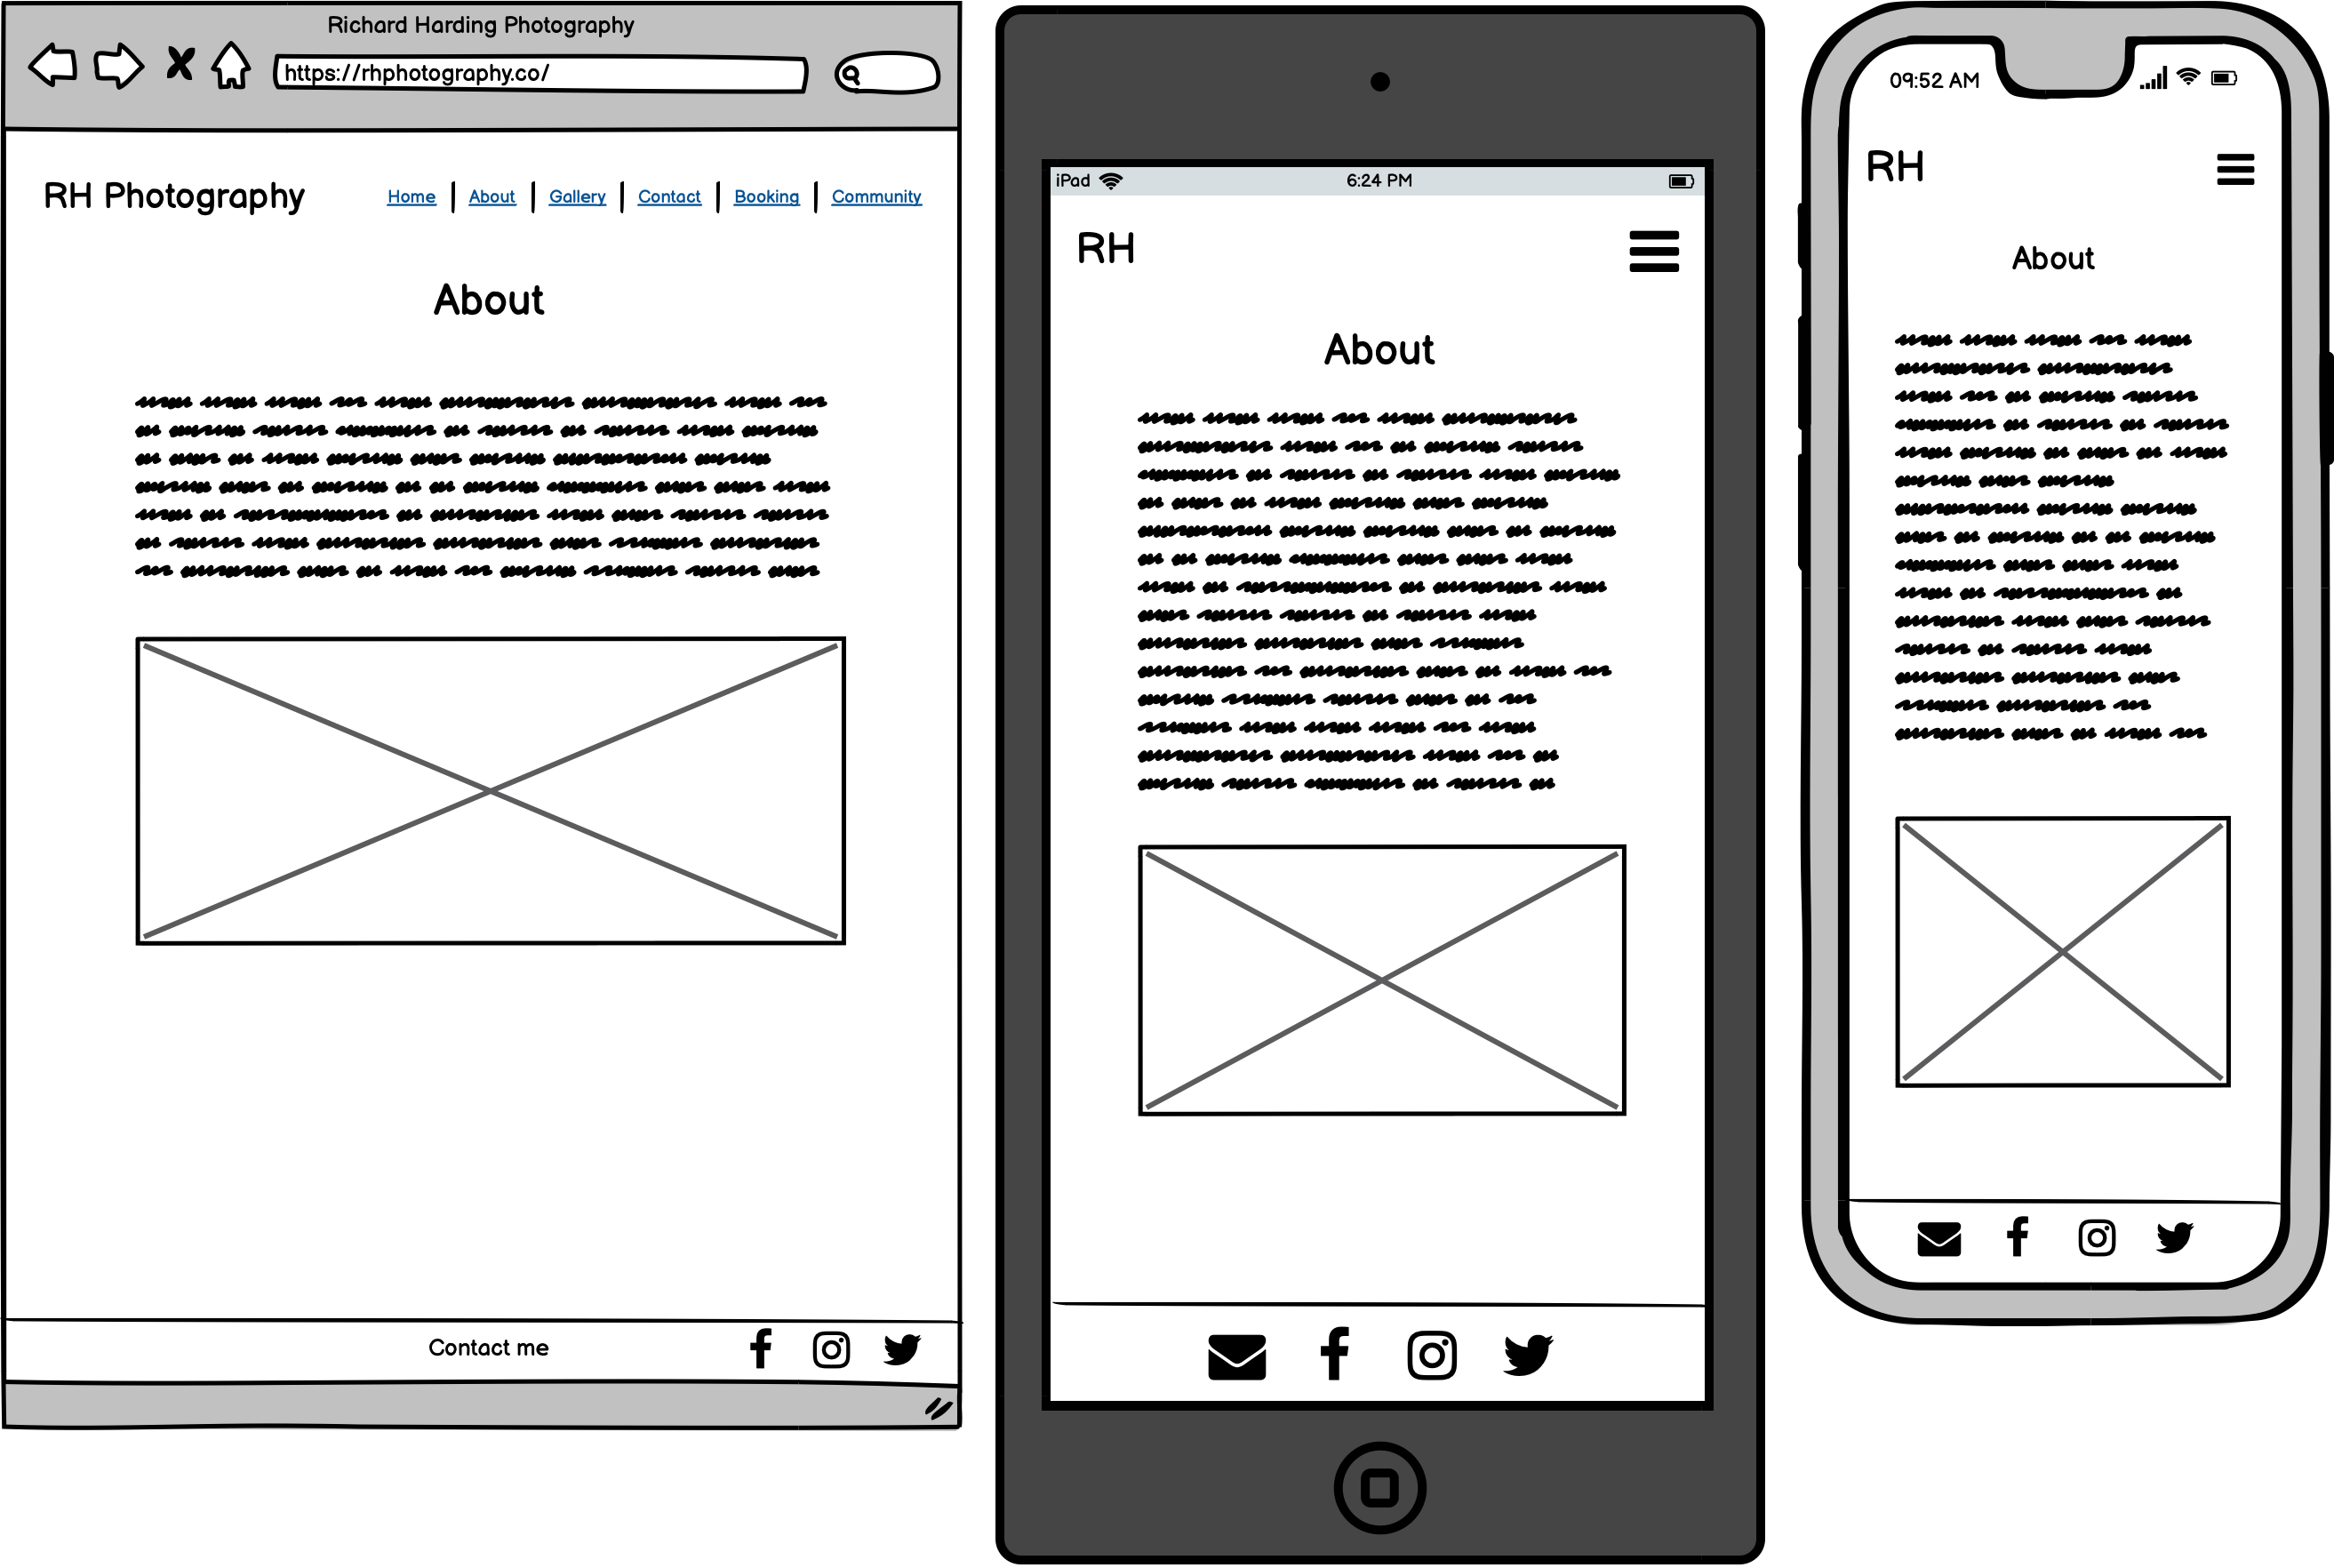 Richard Harding Photography
https://rhphotography.co/
RH Photography
Home About Gallery Contact Booking Community
About
Contact me
iPad 6:24 PM
RH
About
09:52 AM
RH
About